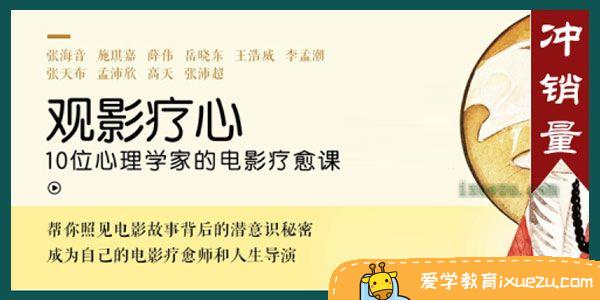 张海音 施琪嘉 薛伟 岳晓东 王浩威 李孟潮
张天布 孟沛欣 高天 张沛超
观影疗心
10位心理学家的电影疗愈课
帮你照见电影故事背后的潜意识秘密
成为自己的电影疗愈师和人生导演
冲销量
ixuezu.com
爱学教育ixuezu.com